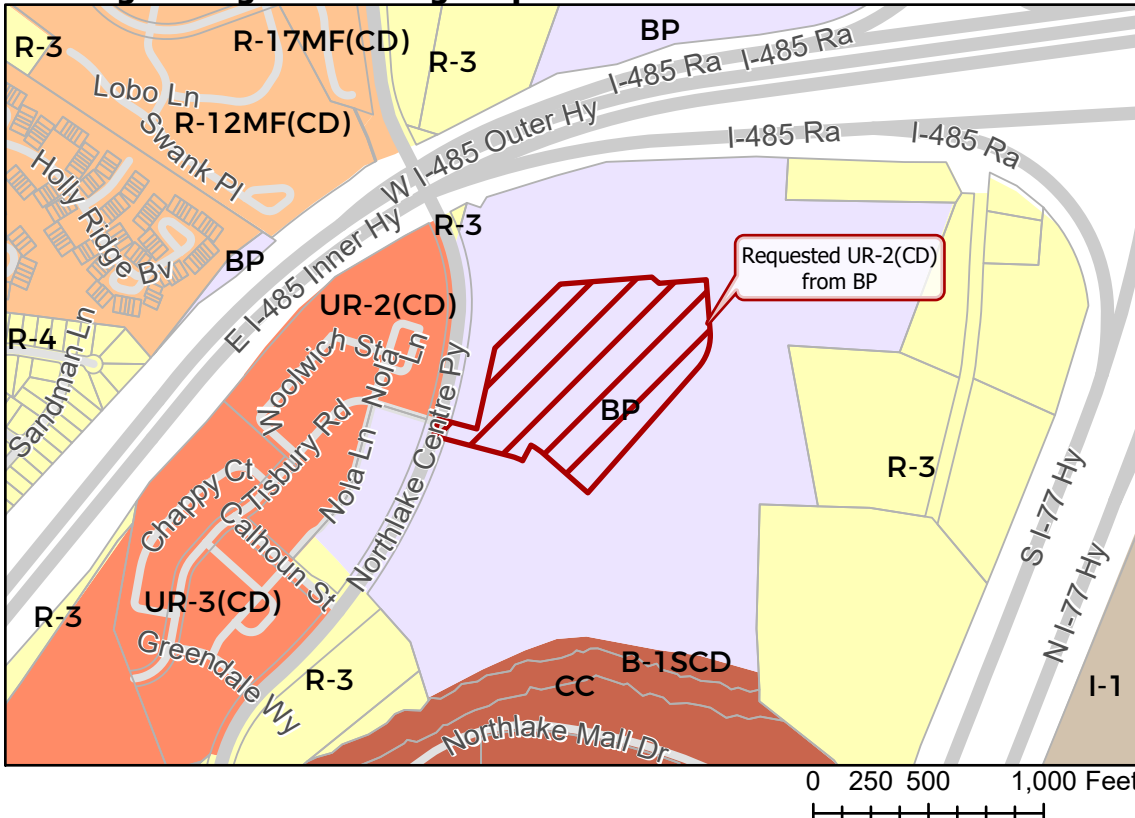 R-3
R-17MF(CD)
R-3
BP
I-485 Ra
I-485 Ra
Lobo Ln
R-12MF(CD)
W I-485 Outer Hy
I-485 Ra
I-485 Ra
Swank Pl
Holly Ridge Bv
BP
E I-485 Inner Hy
R-3
Requested UR-2(CD)
from BP
UR-2(CD)
R-4
Sandman Ln
Woolwich Sta
Nola Ln
Northlake Centre Py
BP
Tisbury Rd
Nola Ln
R-3
Chappy Ct
Calhoun St
S I-77 Hy
N I-77 Hy
R-3
UR-3(CD)
Greendale Wy
R-3
B-1SCD
CC
I-1
Northlake Mall Dr
0 250 500 1,000 Feet